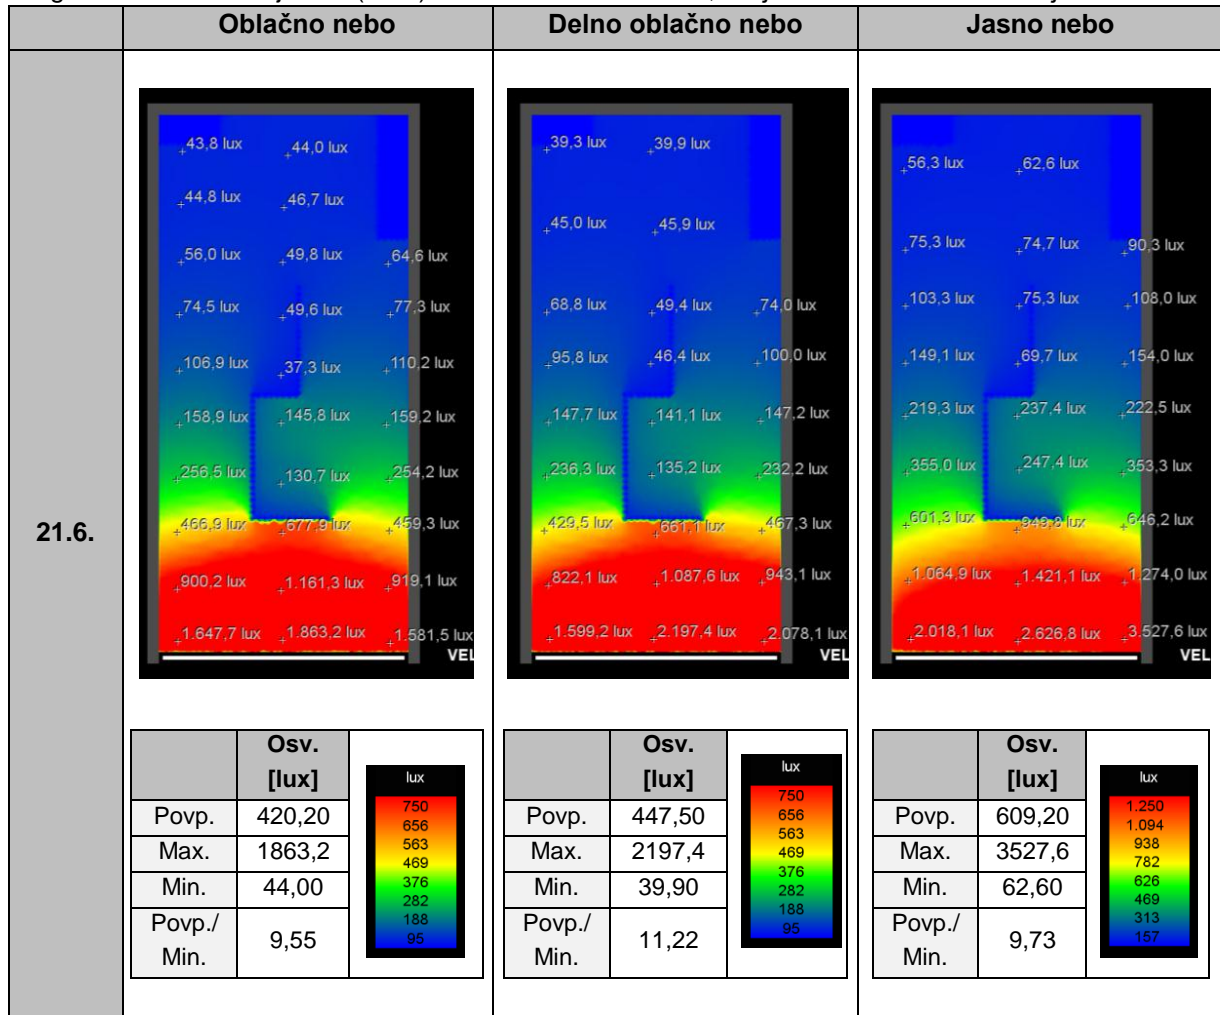 Oblačno nebo
Delno oblačno nebo
Jasno nebo
21.6.
43,8 lux 44,0 lux
44,8 lux 46,7 lux
56,0 lux 49,8 lux 64,6 lux
74,5 lux 49,6 lux 77,3 lux
106,9 lux 37,3 lux 110,2 lux
158,9 lux 145,8 lux 159,2 lux
256,5 lux 130,7 lux 254,2 lux
466,9 lux 677,9 lux 459,3 lux
900,2 lux 1.161,3 lux 919,1 lux
1.647,7 lux 1.863,2 lux 1.581,5 lux
VEL
39,3 lux 39,9 lux
45,0 lux 45,9 lux
68,8 lux 49,4 lux 74,0 lux
95,8 lux 46,4 lux 100,0 lux
147,7 lux 141,1 lux 147,2 lux
236,3 lux 135,2 lux 232,2 lux
429,5 lux 661,1 lux 467,3 lux
822,1 lux 1.087,6 lux 943,1 lux
1.599,2 lux 2.197,4 lux 2.078,1 lux
VEL
56,3 lux 62,6 lux
75,3 lux 74,7 lux 90,3 lux
103,3 lux 75,3 lux 108,0 lux
149,1 lux 69,7 lux 154,0 lux
219,3 lux 237,4 lux 222,5 lux
355,0 lux 247,4 lux 353,3 lux
601,3 lux 949,8 lux 646,2 lux
1.064,9 lux 1.421,1 lux 1.274,0 lux
2.018,1 lux 2.626,8 lux 3.527,6 lux
VEL
Osv.
[lux]
Povp. 420,20
Max. 1863,2
Min. 44,00
Povp./
Min. 9,55
lux
750
656
563
469
376
282
188
95
Osv.
[lux]
Povp. 447,50
Max. 2197,4
Min. 39,90
Povp./
Min. 11,22
lux
750
656
563
469
376
282
188
95
Osv.
[lux]
Povp. 609,20
Max. 3527,6
Min. 62,60
Povp./
Min. 9,73
lux
1.250
1.094
938
782
626
469
313
157